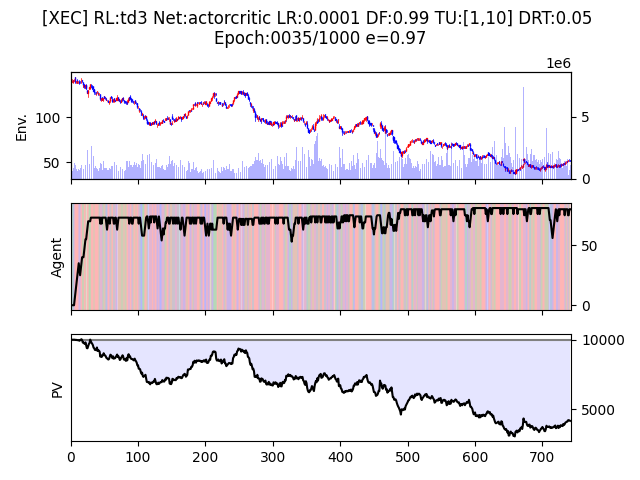 [XEC] RL:td3 Net:actorcritic LR:0.0001 DF:0.99 TU:[1,10] DRT:0.05
Epoch:0035/1000 e=0.97
1e6
Env.
100
50
5
0
Agent
50
0
PV
10000
5000
0 100 200 300 400 500 600 700